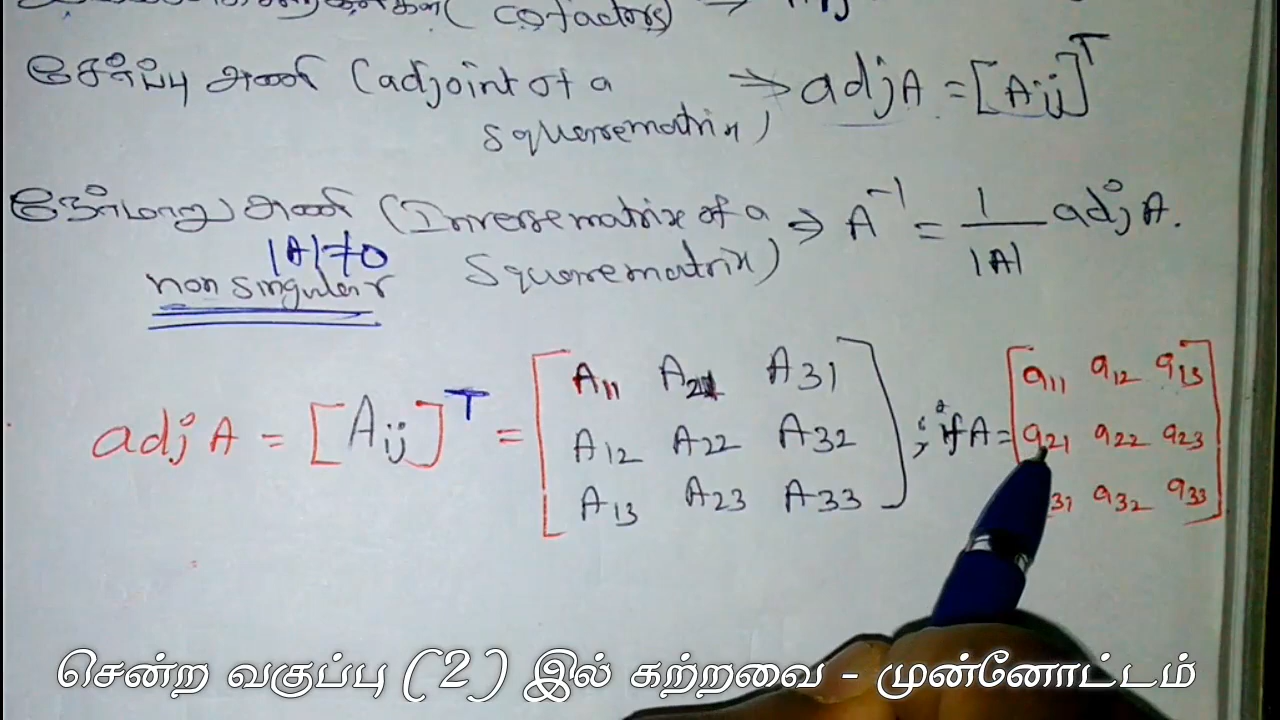 (cofactors) →
சேர்ப்பு அணி (adjoint of a ⇒ adj A = [Aij]ᵀ
square matrix)
நேர்மாறு அணி (Inverse matrix of a ⇒ A⁻¹ = 1/|A| adj A.
|A| ≠ 0 square matrix)
non singular
adj A = [Aij]ᵀ = [A11 A21 A31 ; if A = [a11 a12 a13
A12 A22 A32 a21 a22 a23
A13 A23 A33] 31 a32 a33]
சென்ற வகுப்பு (2) இல் கற்றவை - முன்னோட்டம்